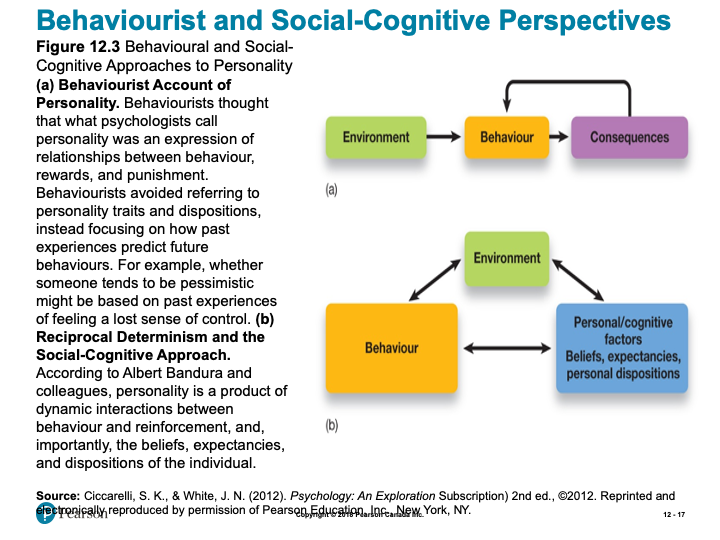 Behaviourist and Social-Cognitive Perspectives
Figure 12.3 Behavioural and Social-
Cognitive Approaches to Personality
(a) Behaviourist Account of
Personality. Behaviourists thought
that what psychologists call
personality was an expression of
relationships between behaviour,
rewards, and punishment.
Behaviourists avoided referring to
personality traits and dispositions,
instead focusing on how past
experiences predict future
behaviours. For example, whether
someone tends to be pessimistic
might be based on past experiences
of feeling a lost sense of control. (b)
Reciprocal Determinism and the
Social-Cognitive Approach.
According to Albert Bandura and
colleagues, personality is a product of
dynamic interactions between
behaviour and reinforcement, and,
importantly, the beliefs, expectancies,
and dispositions of the individual.
Environment
Behaviour
Consequences
(a)
Environment
Behaviour
Personal/cognitive
factors
Beliefs, expectancies,
personal dispositions
(b)
Source: Ciccarelli, S. K., & White, J. N. (2012). Psychology: An Exploration Subscription) 2nd ed., ©2012. Reprinted and
electronically reproduced by permission of Pearson Education, Inc., New York, NY.
Pearson
Copyright © 2018 Pearson Canada Inc.
12 - 17